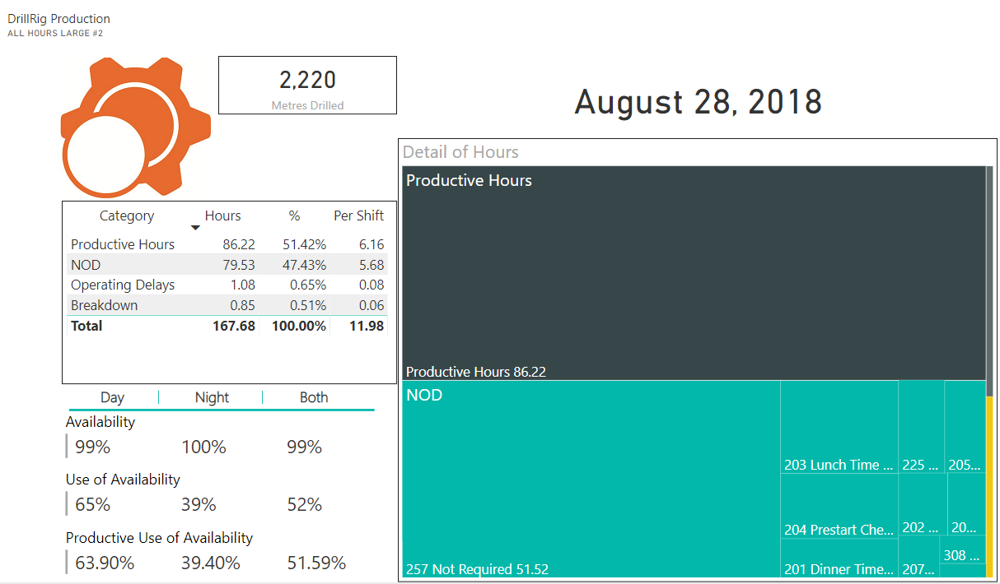 DrillRig Production
ALL HOURS LARGE #2
2,220
Metres Drilled
August 28, 2018
Detail of Hours
Productive Hours
Productive Hours 86.22
Category Hours % Per Shift
Productive Hours 86.22 51.42% 6.16
NOD 79.53 47.43% 5.68
Operating Delays 1.08 0.65% 0.08
Breakdown 0.85 0.51% 0.06
Total 167.68 100.00% 11.98
NOD
203 Lunch Time ... 225 ... 205...
204 Prestart Che... 202 ... 20...
308 ...
257 Not Required 51.52 201 Dinner Time... 207...
Day Night Both
Availability
99% 100% 99%
Use of Availability
65% 39% 52%
Productive Use of Availability
63.90% 39.40% 51.59%